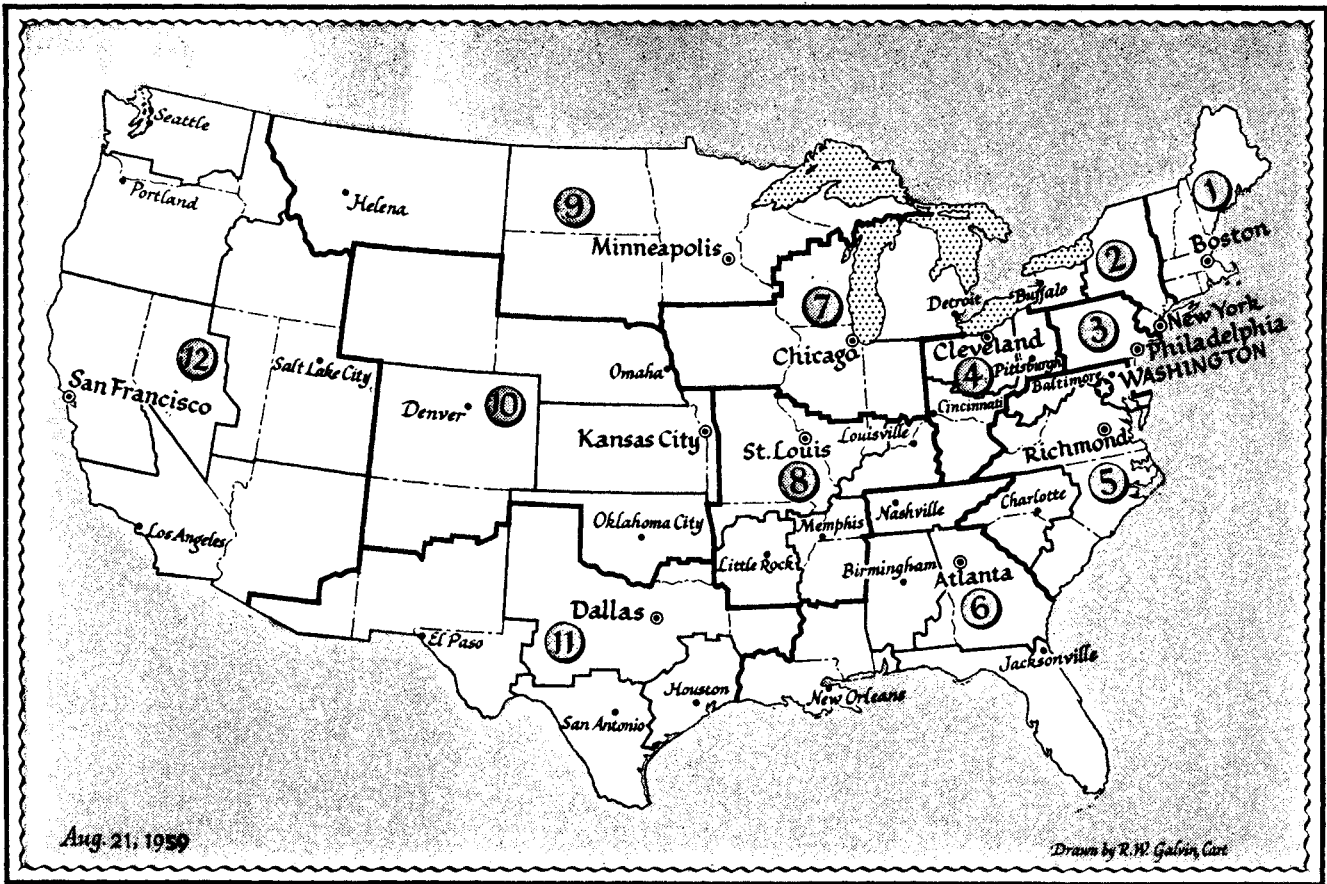 Seattle
Portland
Helena
9
Minneapolis
1
Boston
2
7
Detroit
Buffalo
New York
3
Philadelphia
Chicago
Cleveland
Pittsburgh
WASHINGTON
12
Salt Lake City
Omaha
4
Baltimore
San Francisco
Denver
10
Cincinnati
Kansas City
St. Louis
Louisville
Richmond
8
5
Los Angeles
Oklahoma City
Memphis
Nashville
Charlotte
Little Rock
Birmingham
Atlanta
Dallas
6
El Paso
11
Jacksonville
Houston
New Orleans
San Antonio
Aug. 21, 1959
Drawn by R.W. Galvin, Cart